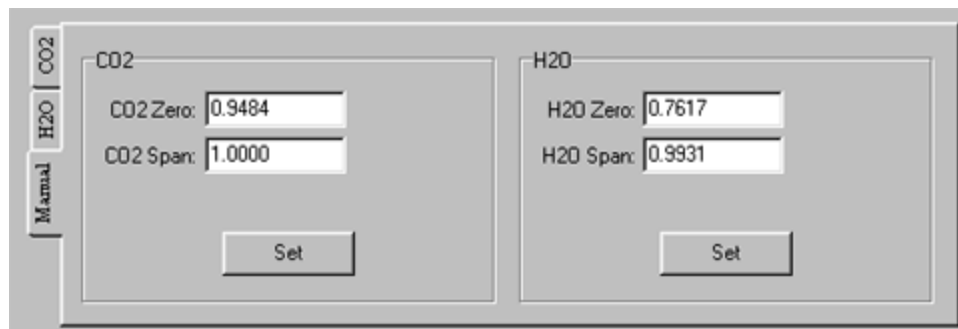 CO2
H2O
Manual
CO2
CO2 Zero: 0.9484
CO2 Span: 1.0000
Set
H2O
H2O Zero: 0.7617
H2O Span: 0.9931
Set